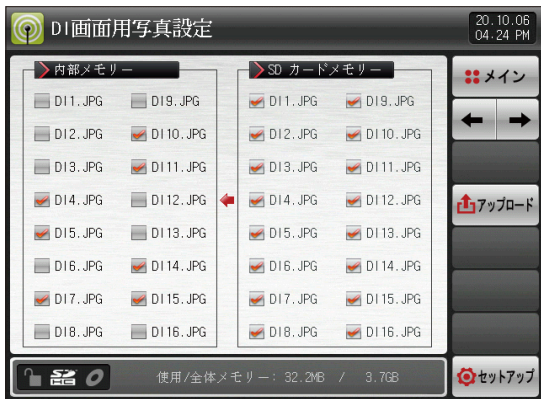 DI画面用写真設定
20.10.06
04:24 PM
内部メモリー
SD カードメモリー
DI1.JPG DI9.JPG DI1.JPG DI9.JPG
DI2.JPG DI10.JPG DI2.JPG DI10.JPG
DI3.JPG DI11.JPG DI3.JPG DI11.JPG
DI4.JPG DI12.JPG DI4.JPG DI12.JPG
DI5.JPG DI13.JPG DI5.JPG DI13.JPG
DI6.JPG DI14.JPG DI6.JPG DI14.JPG
DI7.JPG DI15.JPG DI7.JPG DI15.JPG
DI8.JPG DI16.JPG DI8.JPG DI16.JPG
メイン
アップロード
セットアップ
SDHC
使用/全体メモリー: 32.2MB / 3.7GB